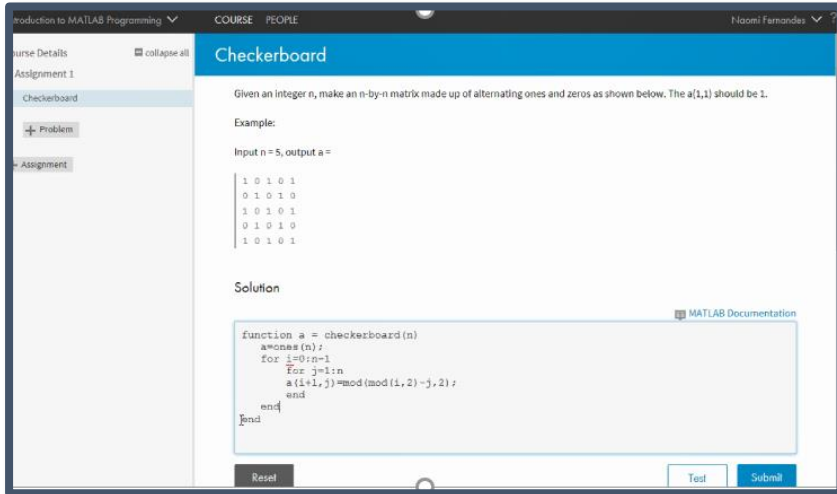 troduction to MATLAB Programming COURSE PEOPLE Naomi Fernandes ?
urse Details collapse all
Checkerboard
Assignment 1
Checkerboard
+ Problem
Assignment
Given an integer n, make an n-by-n matrix made up of alternating ones and zeros as shown below. The a(1,1) should be 1.
Example:
Input n = 5, output a =
1 0 1 0 1
0 1 0 1 0
1 0 1 0 1
0 1 0 1 0
1 0 1 0 1
Solution
MATLAB Documentation
function a = checkerboard(n)
a=ones(n);
for i=0:n-1
for j=1:n
a(i+1,j)=mod(mod(i,2)-j,2);
end
end
end
Reset Test Submit